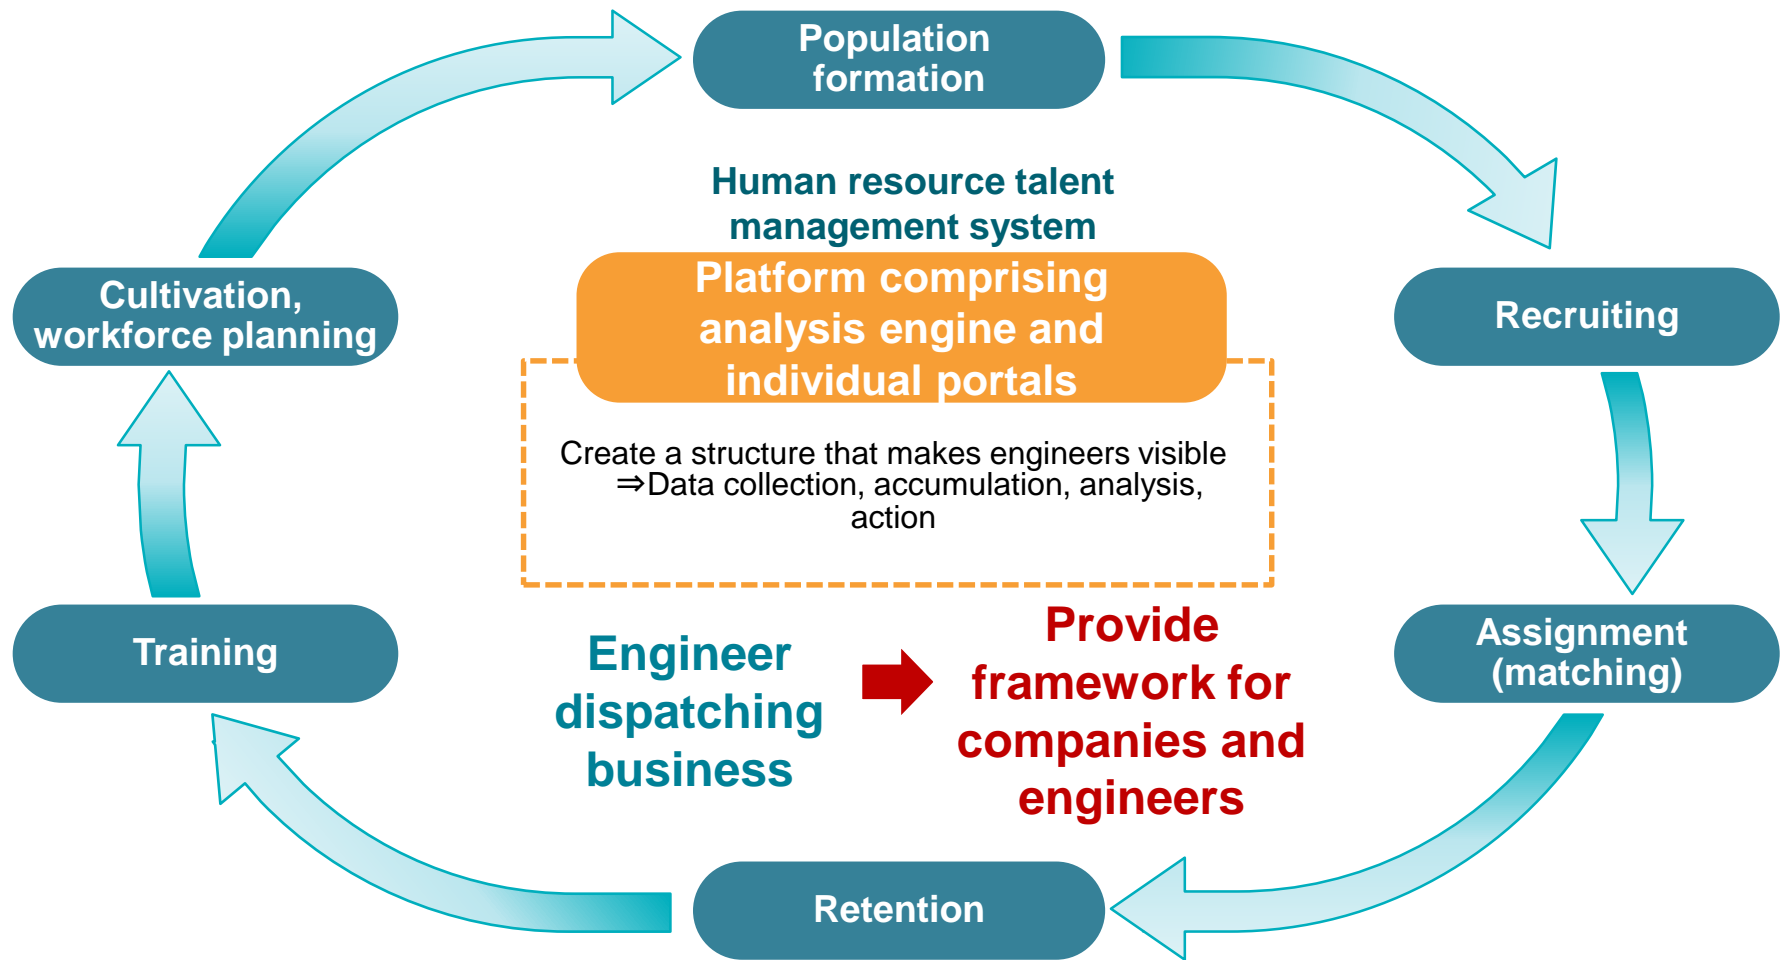 Population
formation
Human resource talent
management system
Platform comprising
analysis engine and
individual portals
Cultivation,
workforce planning
Recruiting
Create a structure that makes engineers visible
⇒Data collection, accumulation, analysis,
action
Training
Engineer
dispatching
business
Provide
framework for
companies and
engineers
Assignment
(matching)
Retention